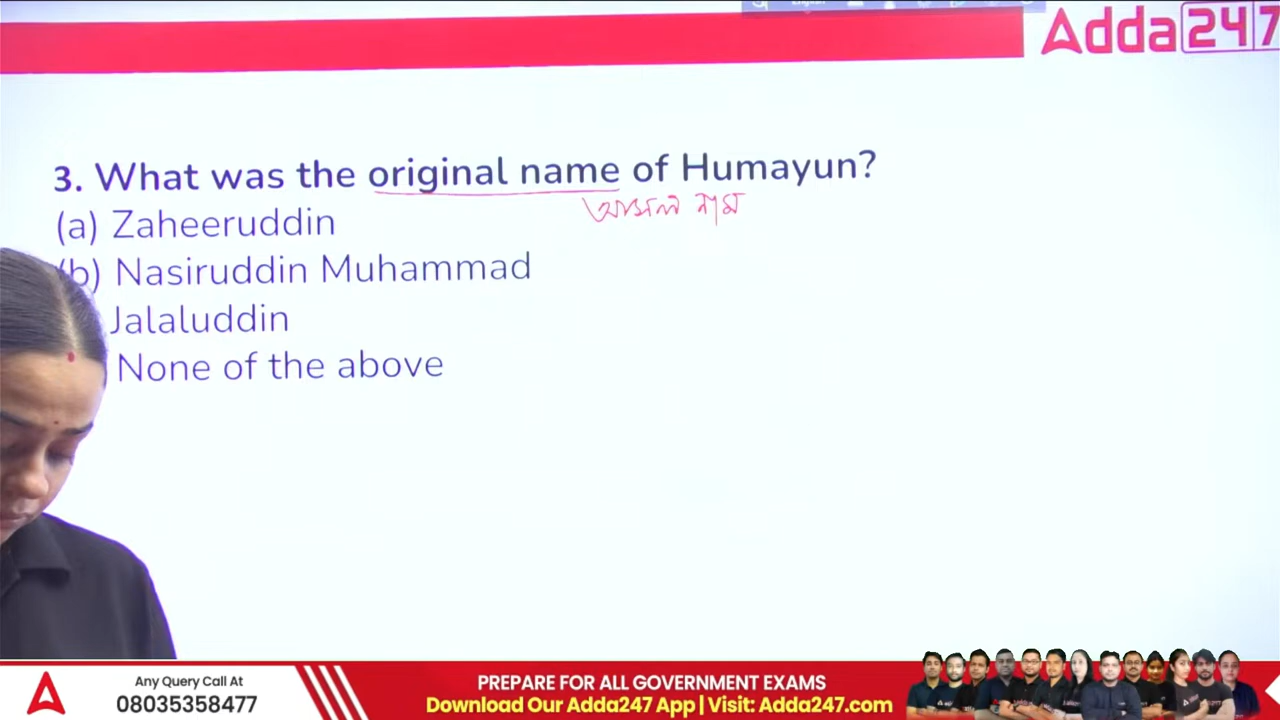 Adda247
3. What was the original name of Humayun?
আসল নাম
(a) Zaheeruddin
(b) Nasiruddin Muhammad
Jalaluddin
None of the above
Any Query Call At
08035358477
PREPARE FOR ALL GOVERNMENT EXAMS
Download Our Adda247 App | Visit: Adda247.com